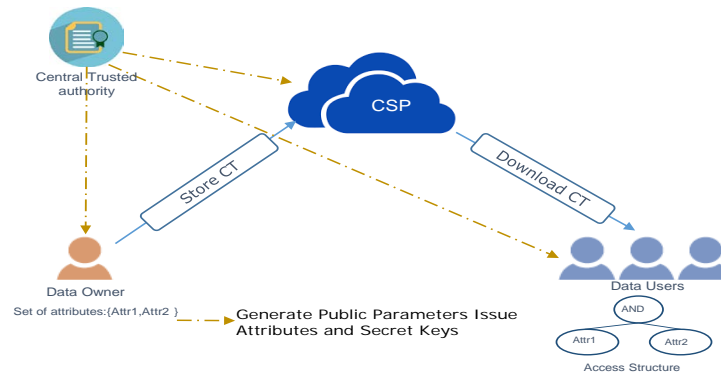 Central Trusted
authority
CSP
Store CT
Download CT
Data Owner
Set of attributes:{Attr1,Attr2 }
Generate Public Parameters Issue
Attributes and Secret Keys
Data Users
AND
Attr1
Attr2
Access Structure